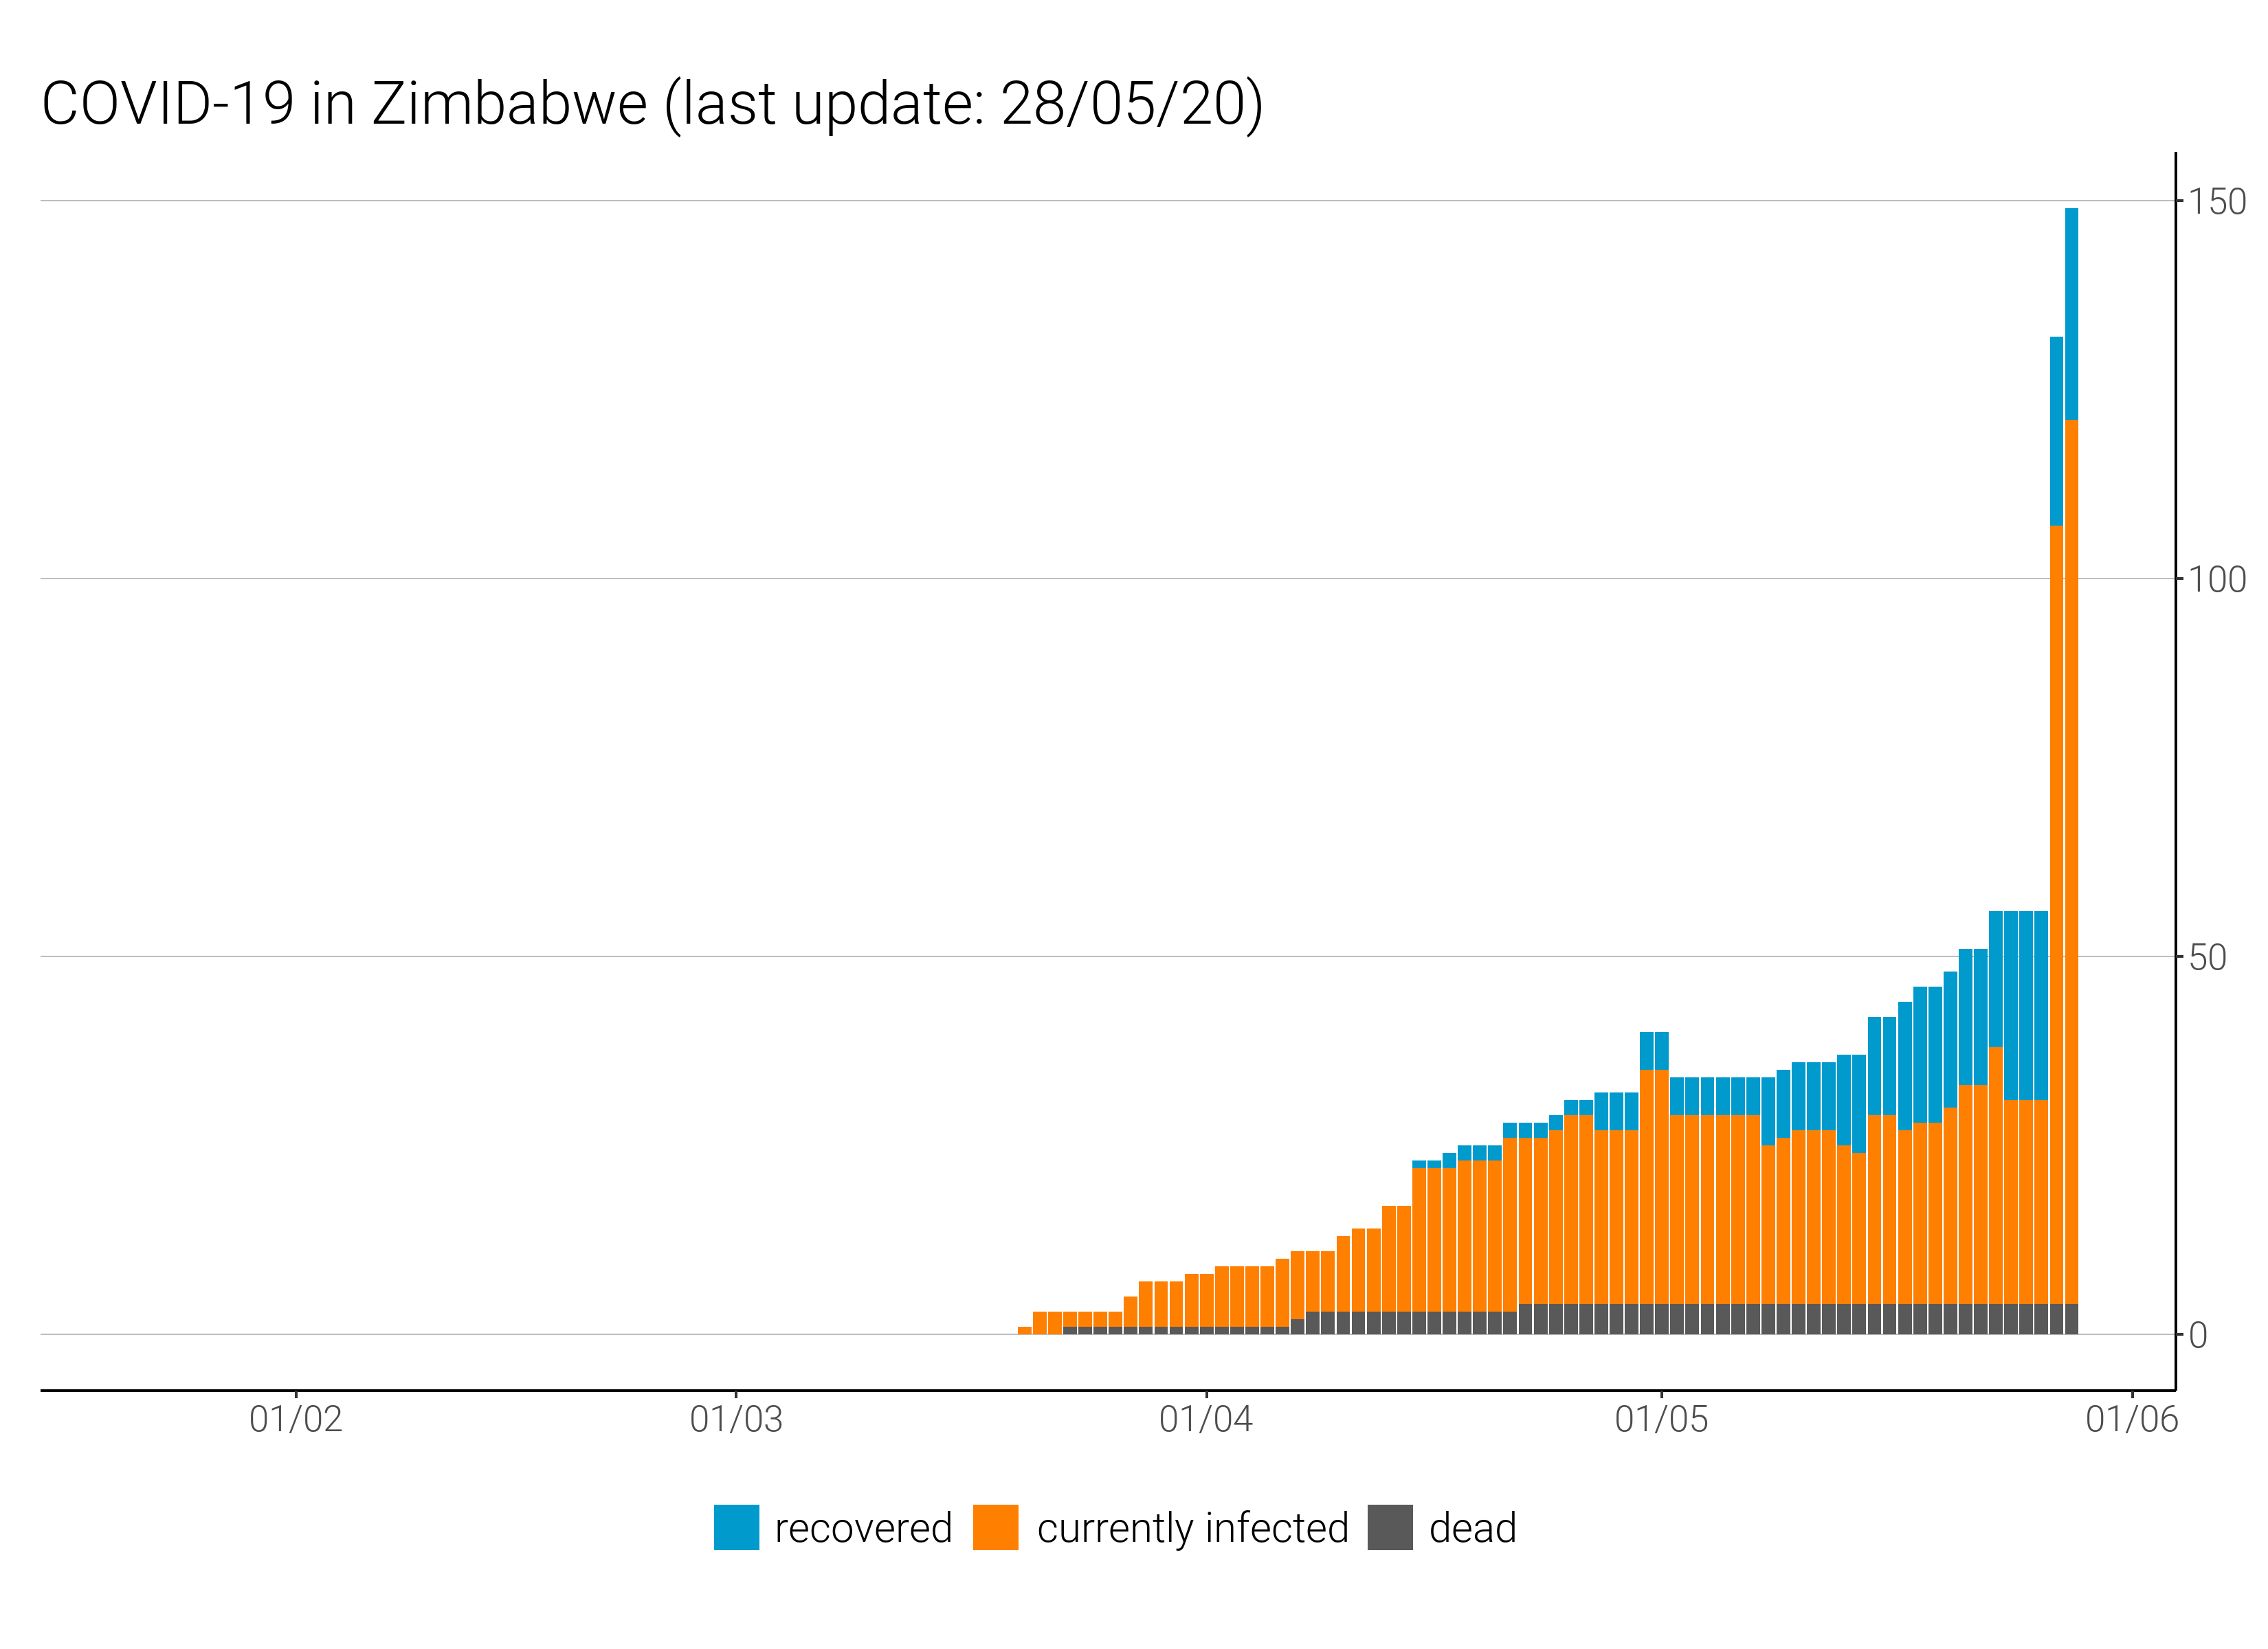 COVID-19 in Zimbabwe (last update: 28/05/20)
150
100
50
0
01/02 01/03 01/04 01/05 01/06
recovered currently infected dead